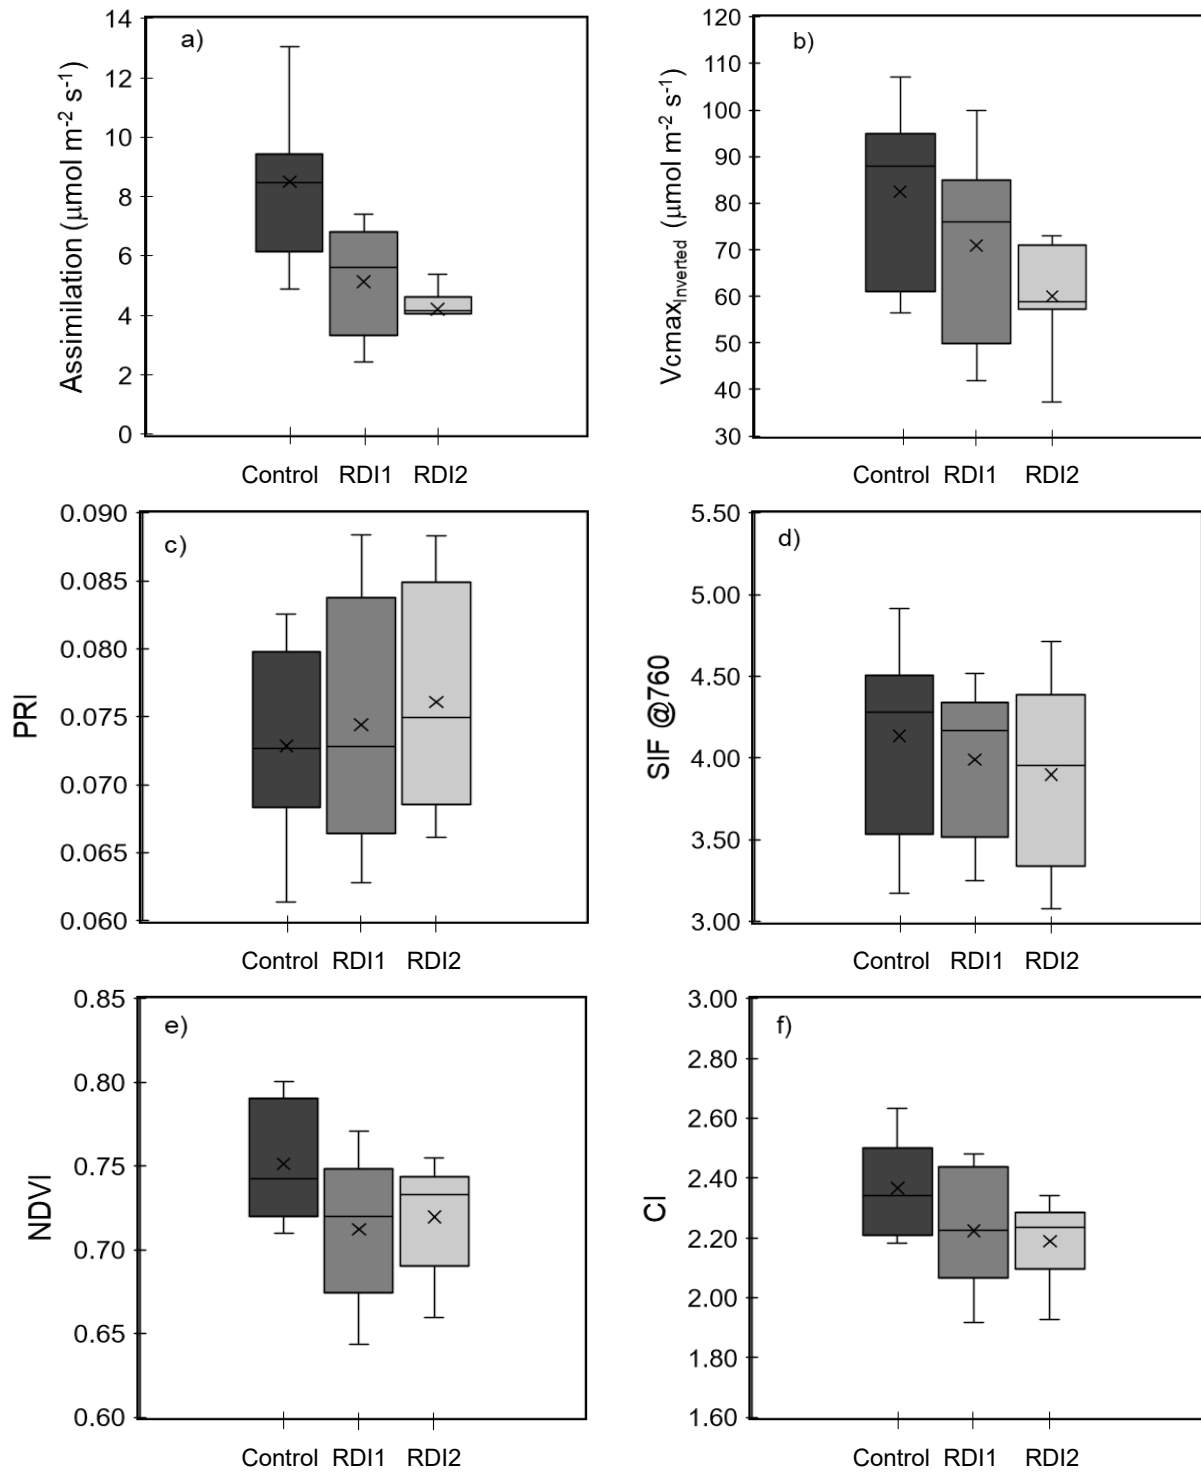 a)
Assimilation (μmol m-2 s-1)
14
12
10
8
6
4
2
0
Control RDI1 RDI2
b)
VcmaxInverted (μmol m-2 s-1)
120
110
100
90
80
70
60
50
40
30
Control RDI1 RDI2
c)
PRI
0.090
0.085
0.080
0.075
0.070
0.065
0.060
Control RDI1 RDI2
d)
SIF @760
5.50
5.00
4.50
4.00
3.50
3.00
Control RDI1 RDI2
e)
NDVI
0.85
0.80
0.75
0.70
0.65
0.60
Control RDI1 RDI2
f)
CI
3.00
2.80
2.60
2.40
2.20
2.00
1.80
1.60
Control RDI1 RDI2